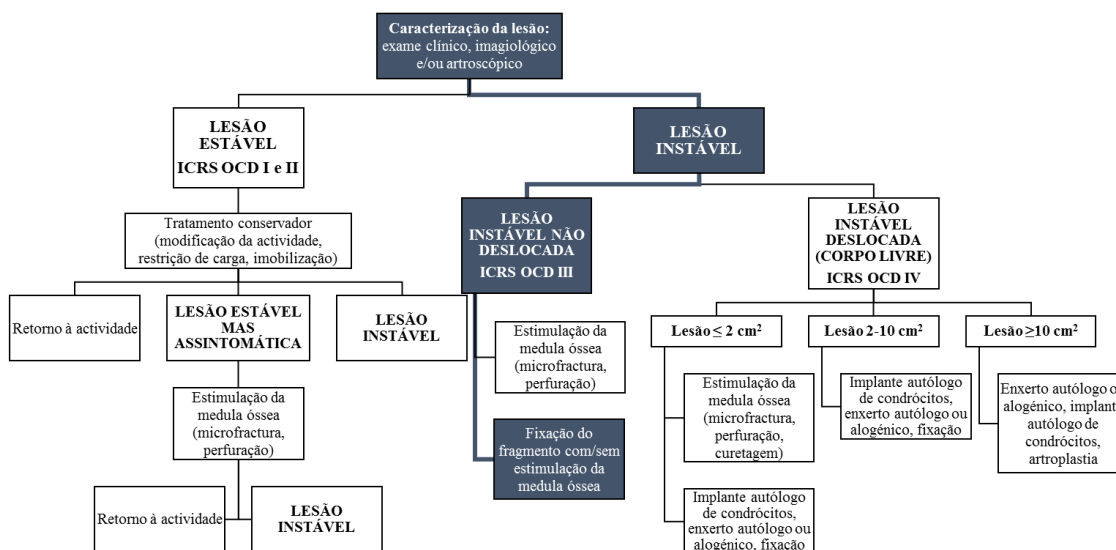 Caracterização da lesão:
exame clínico, imagiológico
e/ou artroscópico
LESÃO
ESTÁVEL
ICRS OCD I e II
LESÃO
INSTÁVEL
Tratamento conservador
(modificação da actividade,
restrição de carga, imobilização)
LESÃO
INSTÁVEL NÃO
DESLOCADA
ICRS OCD III
LESÃO
INSTÁVEL
DESLOCADA
(CORPO LIVRE)
ICRS OCD IV
Retorno à actividade
LESÃO ESTÁVEL
MAS
ASSINTOMÁTICA
LESÃO
INSTÁVEL
Estimulação da
medula óssea
(microfractura,
perfuração)
Lesão ≤ 2 cm²
Lesão 2-10 cm²
Lesão ≥10 cm²
Estimulação da
medula óssea
(microfractura,
perfuração)
Fixação do
fragmento com/sem
estimulação da
medula óssea
Estimulação da
medula óssea
(microfractura,
perfuração,
curetagem)
Implante autólogo
de condrócitos,
enxerto autólogo ou
alogénico, fixação
Enxerto autólogo o
alogénico, implant
autólogo de
condrócitos,
artroplastia
Retorno à actividade
LESÃO
INSTÁVEL
Implante autólogo
de condrócitos,
enxerto autólogo ou
alogénico, fixação